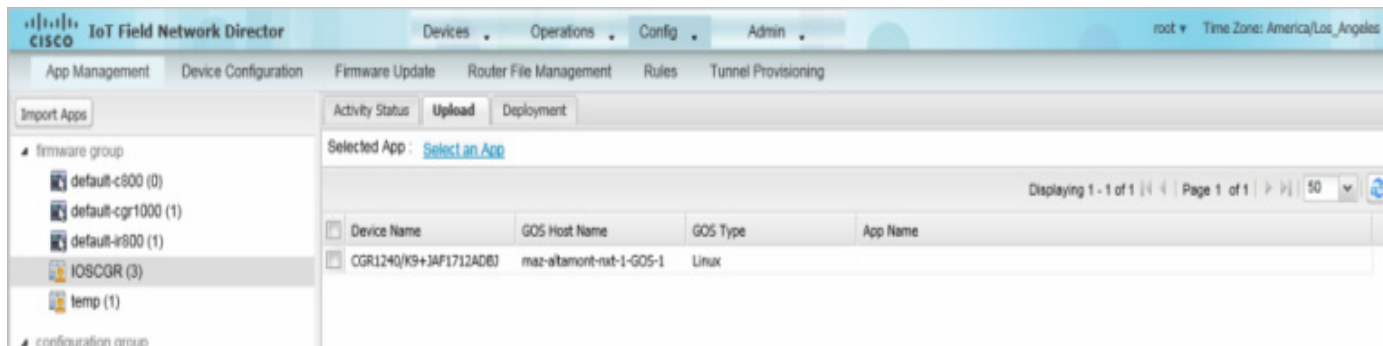 CISCO IoT Field Network Director Devices Operations Config Admin root Time Zone: America/Los_Angeles
App Management Device Configuration Firmware Update Router File Management Rules Tunnel Provisioning
Import Apps Activity Status Upload Deployment
firmware group
Selected App : Select an App
default-c800 (0)
default-cgr1000 (1)
default-ir800 (1)
IOSCGR (3)
temp (1)
configuration group
Displaying 1 - 1 of 1 Page 1 of 1 50
Device Name GOS Host Name GOS Type App Name
CGR1240/K9+JAF1712ADBJ maz-altamont-nxt-1-GOS-1 Linux